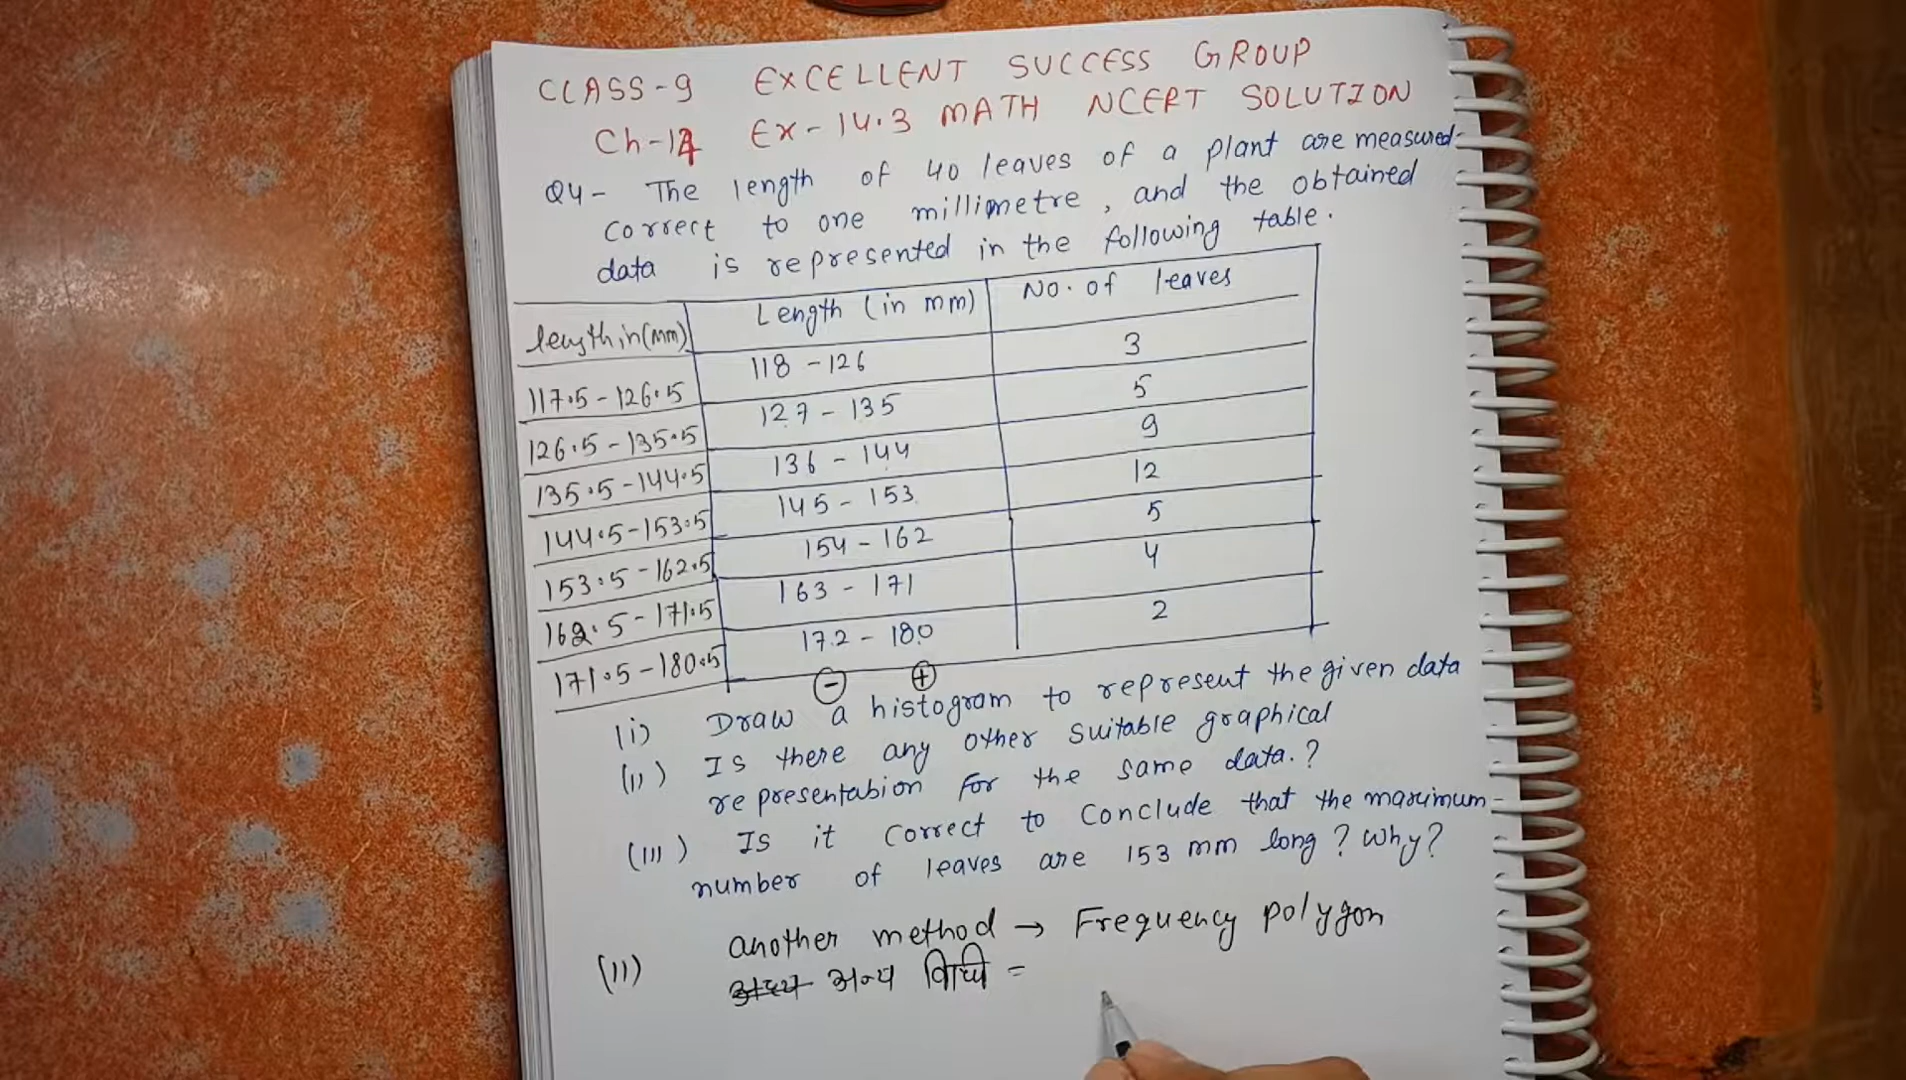 CLASS-9 EXCELLENT SUCCESS GROUP
Ch-14 Ex-14.3 MATH NCERT SOLUTION
Q4- The length of 40 leaves of a plant are measured
correct to one millimetre, and the obtained
data is represented in the following table.
length in (mm) Length (in mm) No. of leaves
117.5-126.5 118-126 3
126.5-135.5 127-135 5
135.5-144.5 136-144 9
144.5-153.5 145-153 12
153.5-162.5 154-162 5
162.5-171.5 163-171 4
171.5-180.5 172-180 2
- +
(i) Draw a histogram to represent the given data
(ii) Is there any other suitable graphical
representation for the same data.?
(iii) Is it correct to conclude that the maximum
number of leaves are 153 mm long? Why?
(11) another method → Frequency polygon
अन्य विधी =